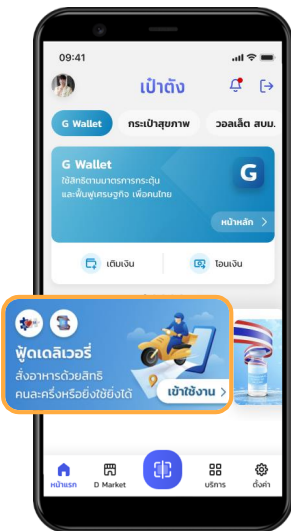 09:41
เป๋าตัง
G Wallet
กระเป๋าสุขภาพ
วอลเล็ต สบม.
G Wallet
ใช้สิทธิตามมาตรการกระตุ้น
และฟื้นฟูเศรษฐกิจ เพื่อคนไทย
G
หน้าหลัก >
เติมเงิน
โอนเงิน
ฟู้ดเดลิเวอรี่
สั่งอาหารด้วยสิทธิ
คนละครึ่งหรือยิ่งใช้ยิ่งได้
เข้าใช้งาน >
หน้าแรก
D Market
บริการ
ตั้งค่า